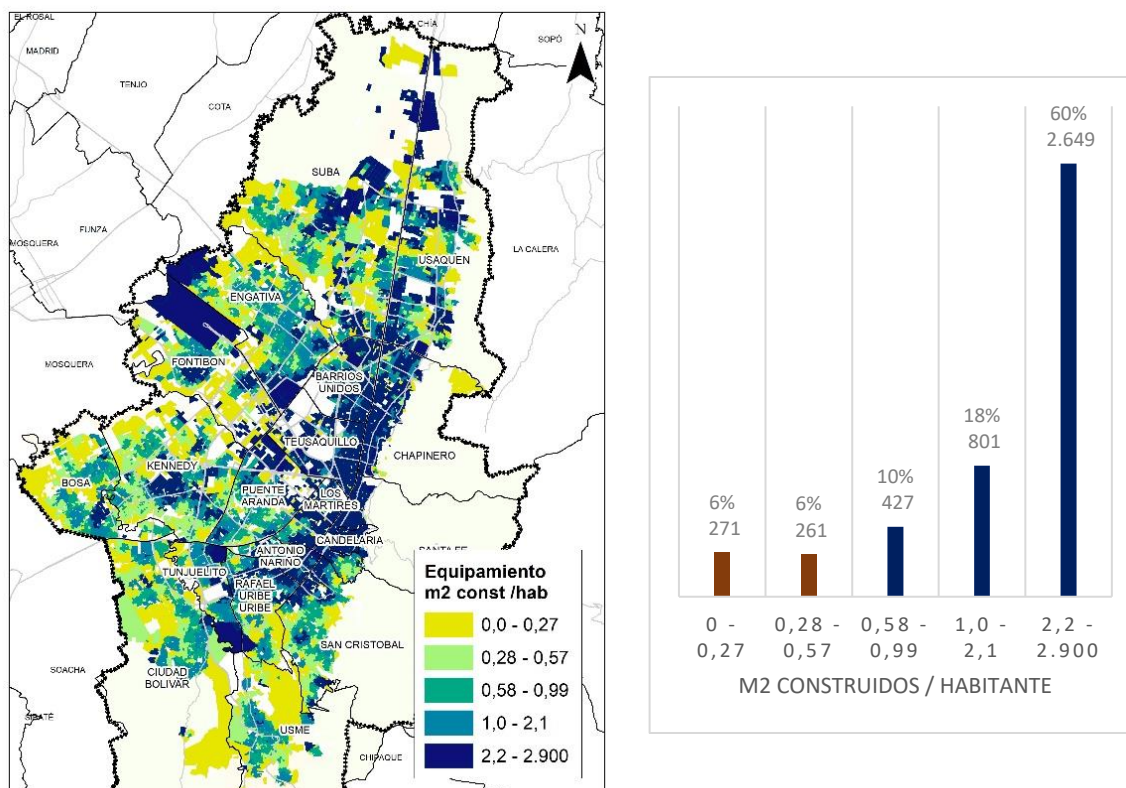 EL ROSAL
MADRID
TENJO
COTA
CHÍA
SOPÓ
N
SUBA
FUNZA
MOSQUERA
LA CALERA
USAQUEN
ENGATIVA
MOSQUERA
FONTIBON
BARRIOS
UNIDOS
TEUSAQUILLO
CHAPINERO
KENNEDY
BOSA
PUENTE
ARANDA
LOS
MARTIRES
CANDELARIA
SANTA FE
ANTONIO
NARIÑO
TUNJUELITO
RAFAEL
URIBE
URIBE
SAN CRISTOBAL
SOACHA
CIUDAD
BOLIVAR
SIBATÉ
USME
CHIPAQUE
Equipamiento
m2 const /hab
0,0 - 0,27
0,28 - 0,57
0,58 - 0,99
1,0 - 2,1
2,2 - 2.900
6%
271
6%
261
10%
427
18%
801
60%
2.649
0 -
0,27
0,28 -
0,57
0,58 -
0,99
1,0 -
2,1
2,2 -
2.900
M2 CONSTRUIDOS / HABITANTE